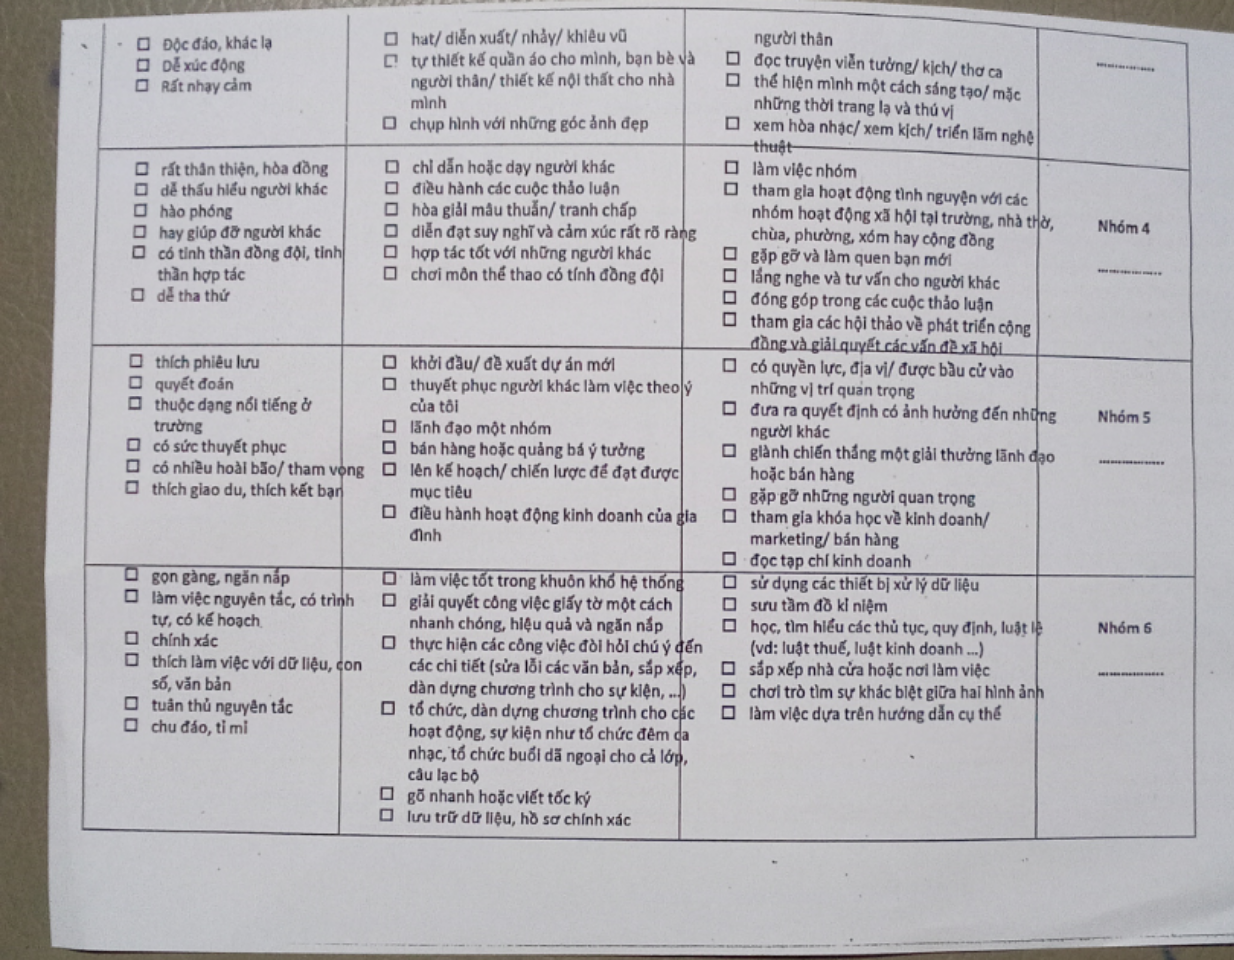 Độc đáo, khác lạ
Dễ xúc động
Rất nhạy cảm
hat/ diễn xuất/ nhảy/ khiêu vũ
tự thiết kế quần áo cho mình, bạn bè và
người thân/ thiết kế nội thất cho nhà
mình
chụp hình với những góc ảnh đẹp
người thân
đọc truyện viễn tưởng/ kịch/ thơ ca
thể hiện mình một cách sáng tạo/ mặc
những thời trang lạ và thú vị
xem hòa nhạc/ xem kịch/ triển lãm nghệ
thuật
................
rất thân thiện, hòa đồng
dễ thấu hiểu người khác
hào phóng
hay giúp đỡ người khác
có tinh thần đồng đội, tinh
thần hợp tác
dễ tha thứ
chỉ dẫn hoặc dạy người khác
điều hành các cuộc thảo luận
hòa giải mâu thuẫn/ tranh chấp
diễn đạt suy nghĩ và cảm xúc rất rõ ràng
hợp tác tốt với những người khác
chơi môn thể thao có tính đồng đội
làm việc nhóm
tham gia hoạt động tình nguyện với các
nhóm hoạt động xã hội tại trường, nhà thờ,
chùa, phường, xóm hay cộng đồng
gặp gỡ và làm quen bạn mới
lắng nghe và tư vấn cho người khác
đóng góp trong các cuộc thảo luận
tham gia các hội thảo về phát triển cộng
đồng và giải quyết các vấn đề xã hội
Nhóm 4
................
thích phiêu lưu
quyết đoán
thuộc dạng nổi tiếng ở
trường
có sức thuyết phục
có nhiều hoài bão/ tham vọng
thích giao du, thích kết bạn
khởi đầu/ đề xuất dự án mới
thuyết phục người khác làm việc theo ý
của tôi
lãnh đạo một nhóm
bán hàng hoặc quảng bá ý tưởng
lên kế hoạch/ chiến lược để đạt được
mục tiêu
điều hành hoạt động kinh doanh của gia
đình
có quyền lực, địa vị/ được bầu cử vào
những vị trí quan trọng
đưa ra quyết định có ảnh hưởng đến những
người khác
giành chiến thắng một giải thưởng lãnh đạo
hoặc bán hàng
gặp gỡ những người quan trọng
tham gia khóa học về kinh doanh/
marketing/ bán hàng
đọc tạp chí kinh doanh
Nhóm 5
................
gọn gàng, ngăn nắp
làm việc nguyên tắc, có trình
tự, có kế hoạch
chính xác
thích làm việc với dữ liệu, con
số, văn bản
tuân thủ nguyên tắc
chu đáo, tỉ mỉ
làm việc tốt trong khuôn khổ hệ thống
giải quyết công việc giấy tờ một cách
nhanh chóng, hiệu quả và ngăn nắp
thực hiện các công việc đòi hỏi chú ý đến
các chi tiết (sửa lỗi các văn bản, sắp xếp,
dàn dựng chương trình cho sự kiện, ...)
tổ chức, dàn dựng chương trình cho các
hoạt động, sự kiện như tổ chức đêm ca
nhạc, tổ chức buổi dã ngoại cho cả lớp,
câu lạc bộ
gõ nhanh hoặc viết tốc ký
lưu trữ dữ liệu, hồ sơ chính xác
sử dụng các thiết bị xử lý dữ liệu
sưu tầm đồ kỉ niệm
học, tìm hiểu các thủ tục, quy định, luật lệ
(vd: luật thuế, luật kinh doanh ...)
sắp xếp nhà cửa hoặc nơi làm việc
chơi trò tìm sự khác biệt giữa hai hình ảnh
làm việc dựa trên hướng dẫn cụ thể
Nhóm 6
................